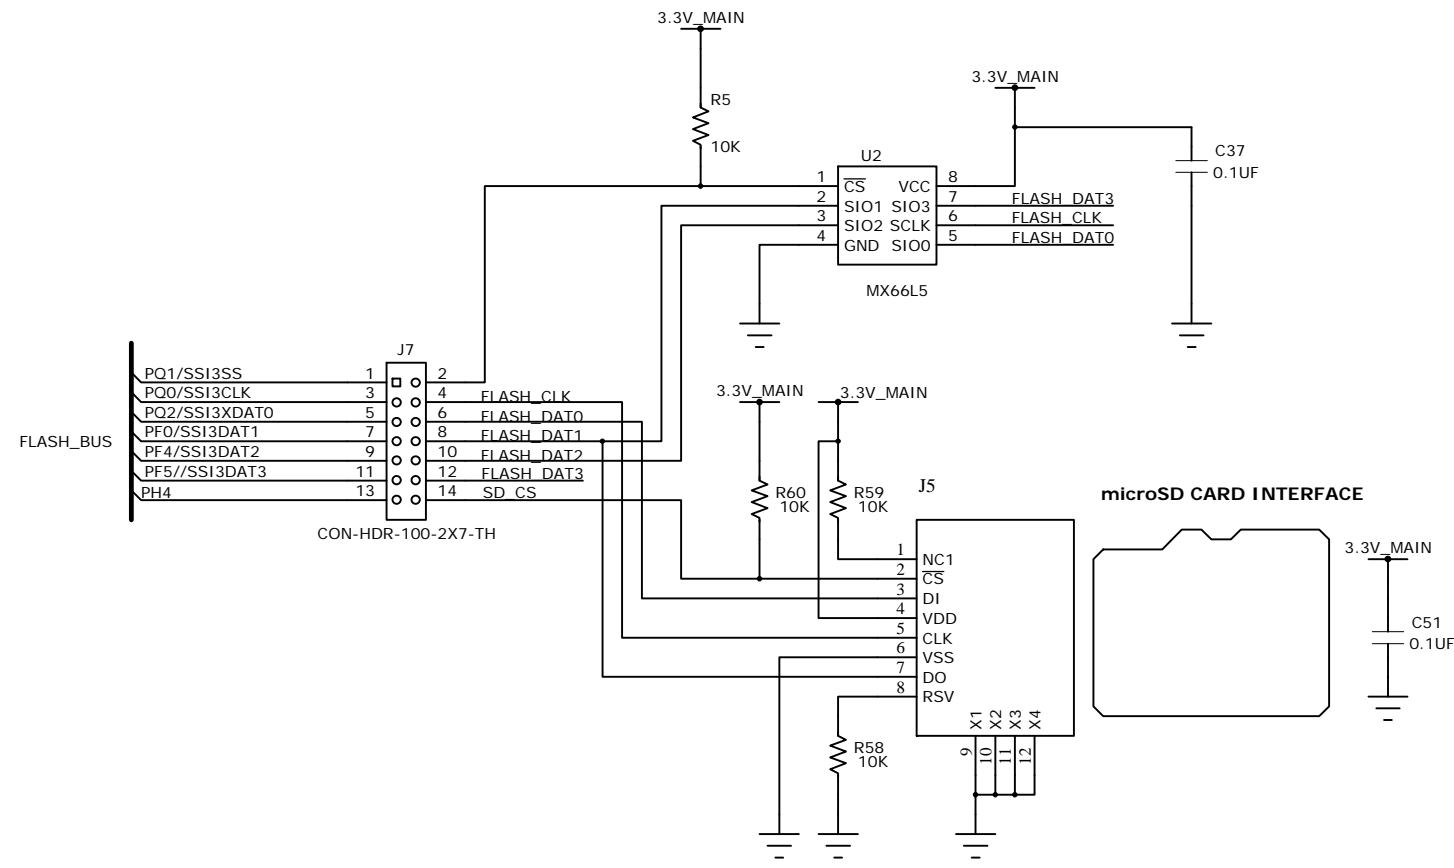 3.3V_MAIN
R5
10K
3.3V_MAIN
C37
0.1UF
U2
1 CS VCC 8
2 SIO1 SIO3 7 FLASH_DAT3
3 SIO2 SCLK 6 FLASH_CLK
4 GND SIO0 5 FLASH_DAT0
MX66L5
J7
FLASH_BUS
PQ1/SSI3SS 1 2
PQ0/SSI3CLK 3 4 FLASH_CLK
PQ2/SSI3XDAT0 5 6 FLASH_DAT0
PF0/SSI3DAT1 7 8 FLASH_DAT1
PF4/SSI3DAT2 9 10 FLASH_DAT2
PF5//SSI3DAT3 11 12 FLASH_DAT3
PH4 13 14 SD_CS
CON-HDR-100-2X7-TH
3.3V_MAIN
3.3V_MAIN
R60
10K
R59
10K
J5
1 NC1
2 CS
3 DI
4 VDD
5 CLK
6 VSS
7 DO
8 RSV
X1 X2 X3 X4
9 10 11 12
R58
10K
microSD CARD INTERFACE
3.3V_MAIN
C51
0.1UF